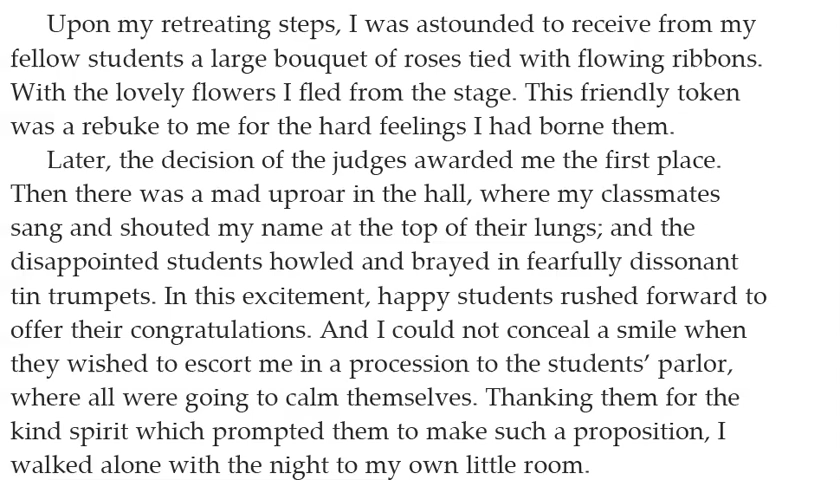 Upon my retreating steps, I was astounded to receive from my
fellow students a large bouquet of roses tied with flowing ribbons.
With the lovely flowers I fled from the stage. This friendly token
was a rebuke to me for the hard feelings I had borne them.
Later, the decision of the judges awarded me the first place.
Then there was a mad uproar in the hall, where my classmates
sang and shouted my name at the top of their lungs; and the
disappointed students howled and brayed in fearfully dissonant
tin trumpets. In this excitement, happy students rushed forward to
offer their congratulations. And I could not conceal a smile when
they wished to escort me in a procession to the students’ parlor,
where all were going to calm themselves. Thanking them for the
kind spirit which prompted them to make such a proposition, I
walked alone with the night to my own little room.